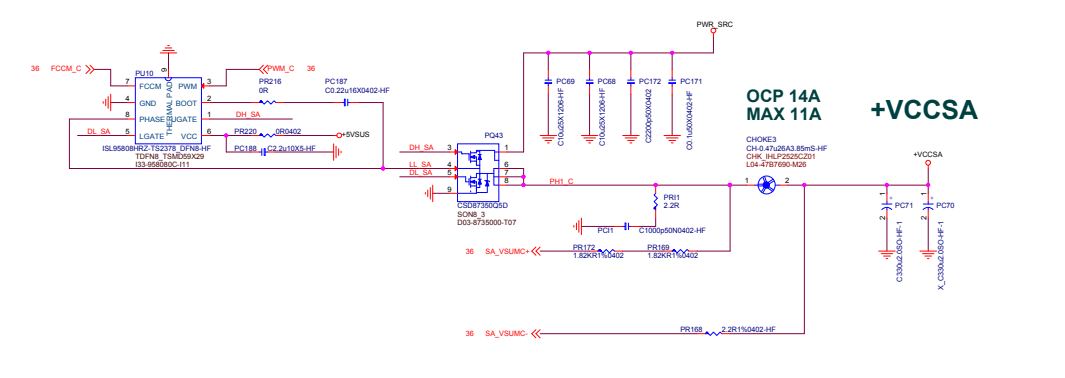 PWR_SRC
36 FCCM_C
PWM_C 36
PU10
9
7 FCCM PWM 3
4 GND BOOT 2
8 PHASE UGATE 1
5 LGATE VCC 6
THERMAL PAD
DL_SA
ISL95808HRZ-TS2378_DFN8-HF
TDFN8_TSMD59X29
I33-958080C-I11
PR216
0R
PC187
C0.22u16X0402-HF
DH_SA
PR220 0R0402
+5VSUS
PC188 C2.2u10X5-HF
PQ43
DH_SA 3 1
LL_SA 4 6
DL_SA 5 7
8
9
CSD87350Q5D
SON8_3
D03-8735000-T07
PC69
C10u25X1206-HF
PC68
C10u25X1206-HF
PC172
C2200p50X0402
PC171
C0.1u50X0402-HF
OCP 14A
MAX 11A
+VCCSA
CHOKE3
CH-0.47u26A3.85mS-HF
CHK_IHLP2525CZ01
L04-47B7690-M26
PH1_C
1 2
+VCCSA
PRI1
2.2R
PCI1 C1000p50N0402-HF
1
+
PC71
2
C330u2.0SO-HF-1
1
+
PC70
2
X_C330u2.0SO-HF-1
36 SA_VSUMC+
PR172
1.82KR1%0402
PR169
1.82KR1%0402
36 SA_VSUMC-
PR168 2.2R1%0402-HF